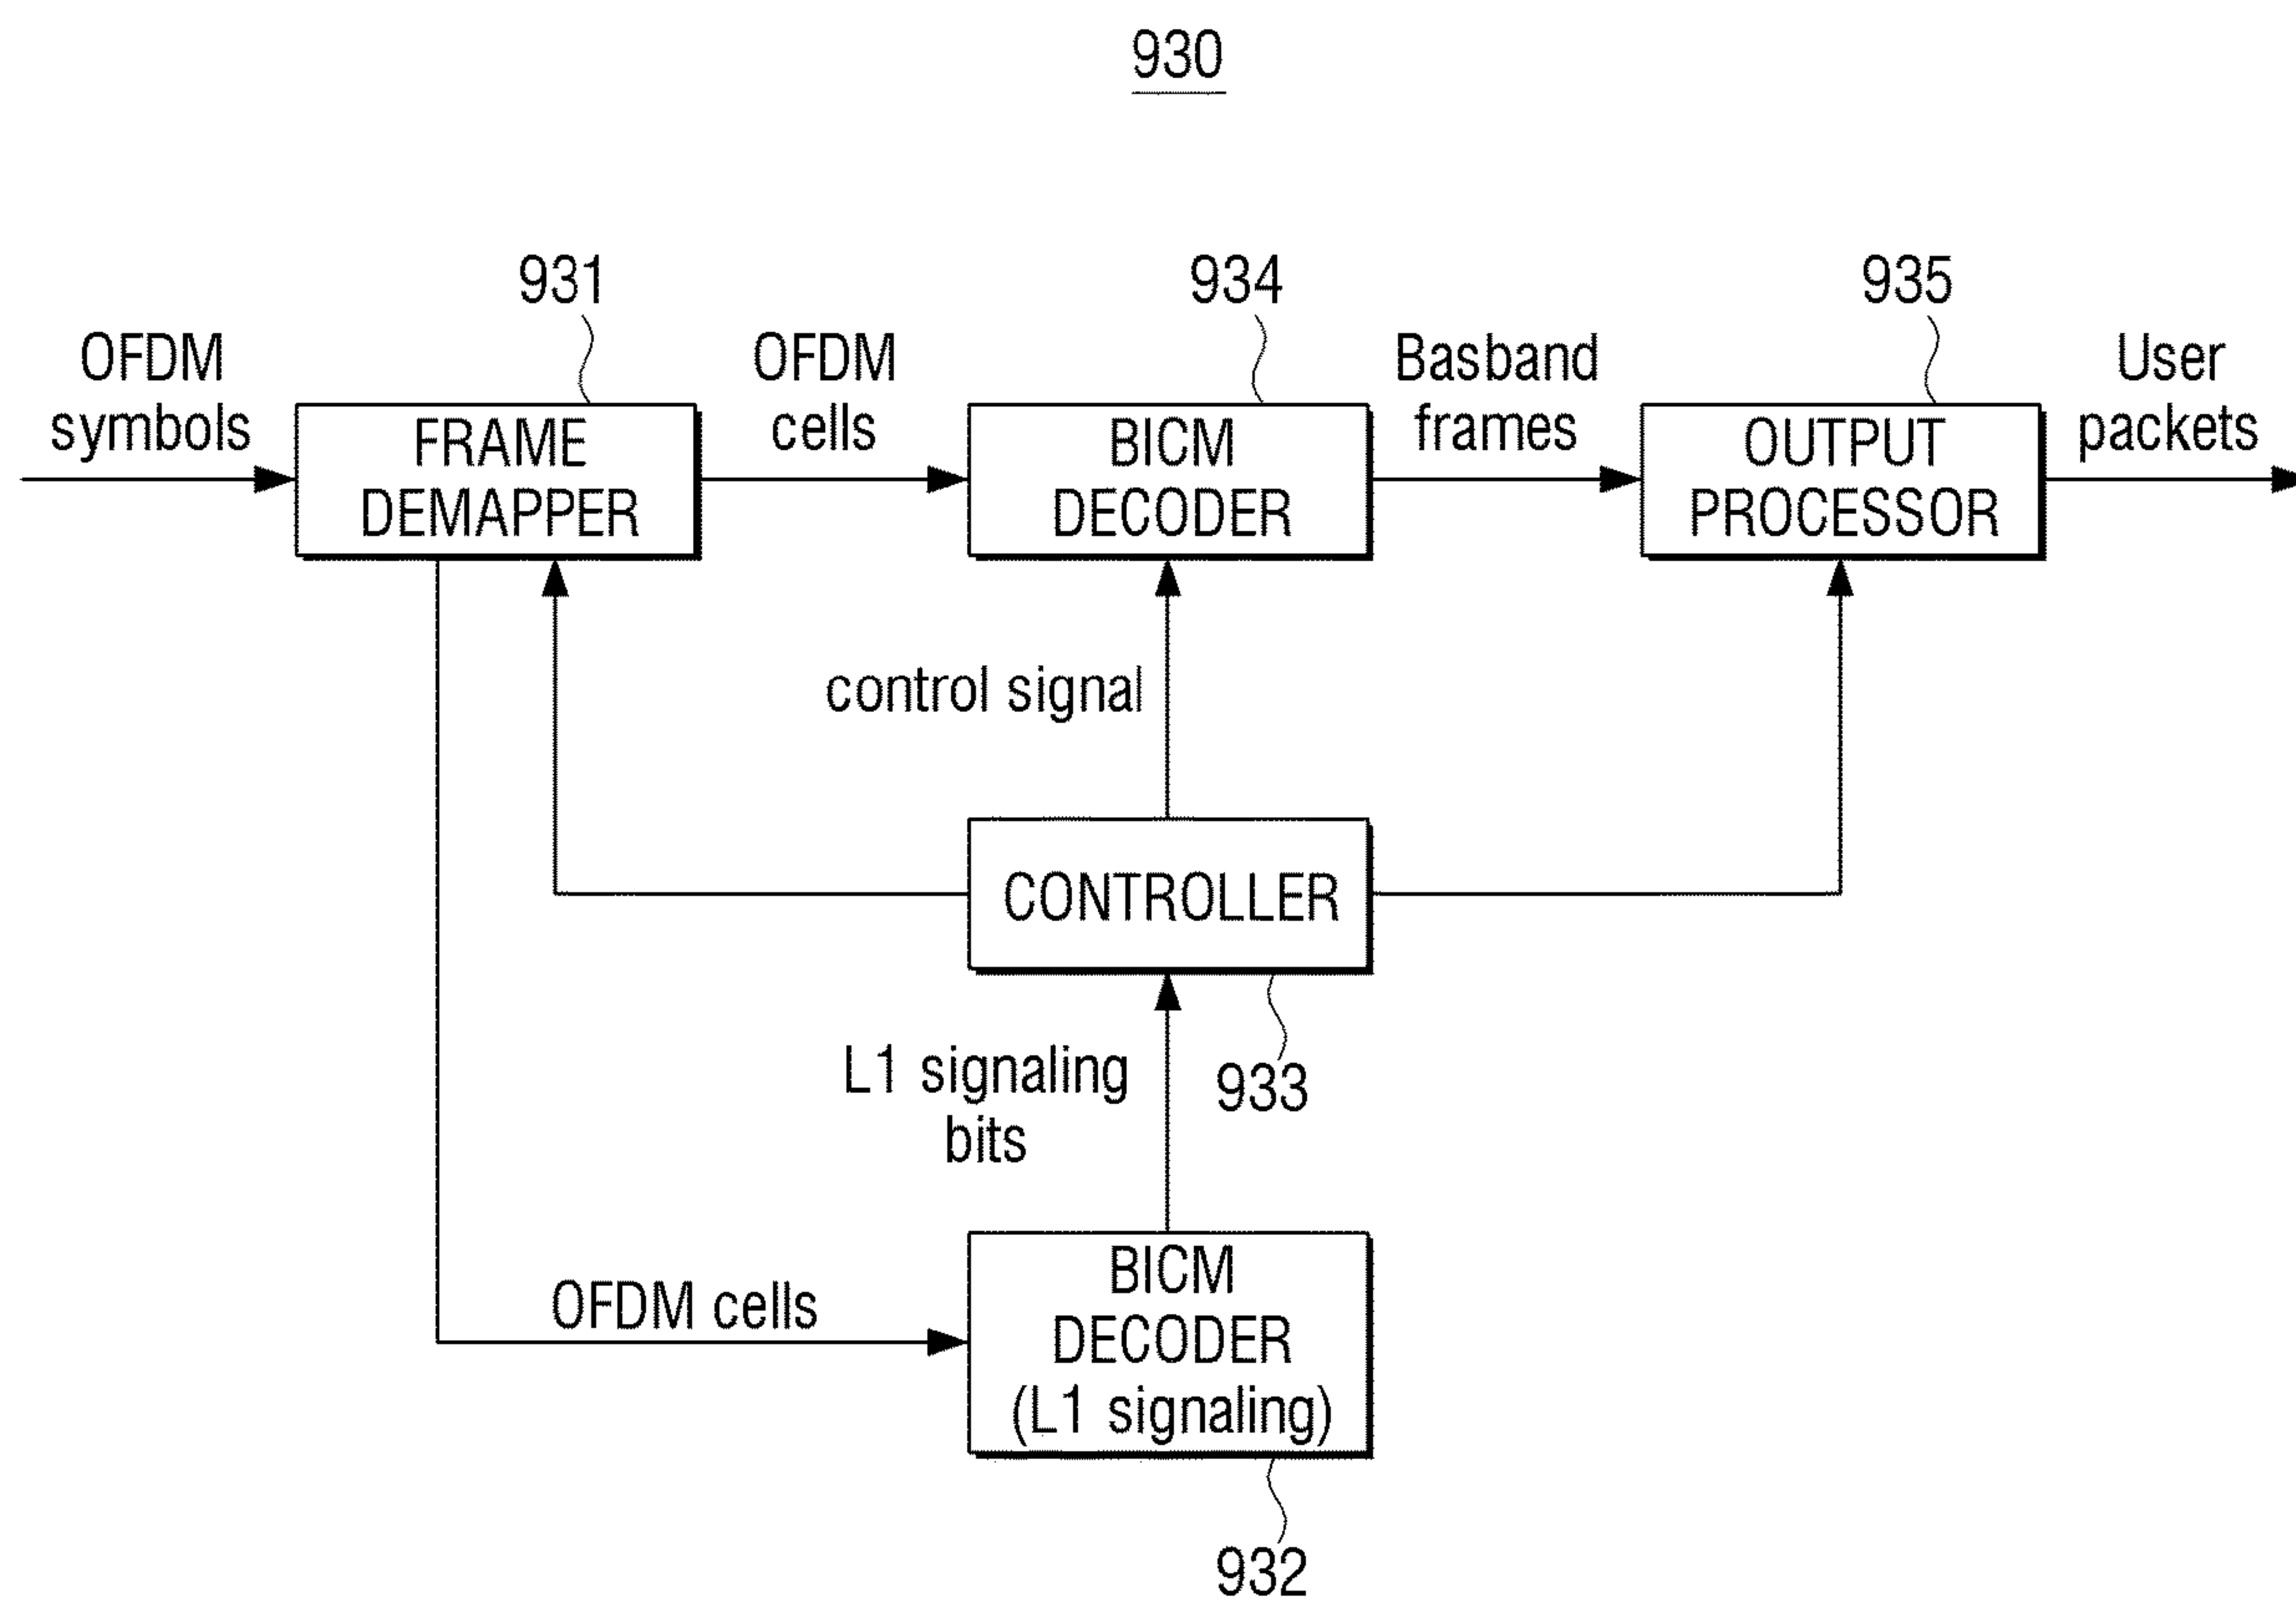 930
931
934
935
OFDM
symbols
FRAME
DEMAPPER
OFDM
cells
BICM
DECODER
Basband
frames
OUTPUT
PROCESSOR
User
packets
control signal
CONTROLLER
933
L1 signaling
bits
OFDM cells
BICM
DECODER
(L1 signaling)
932